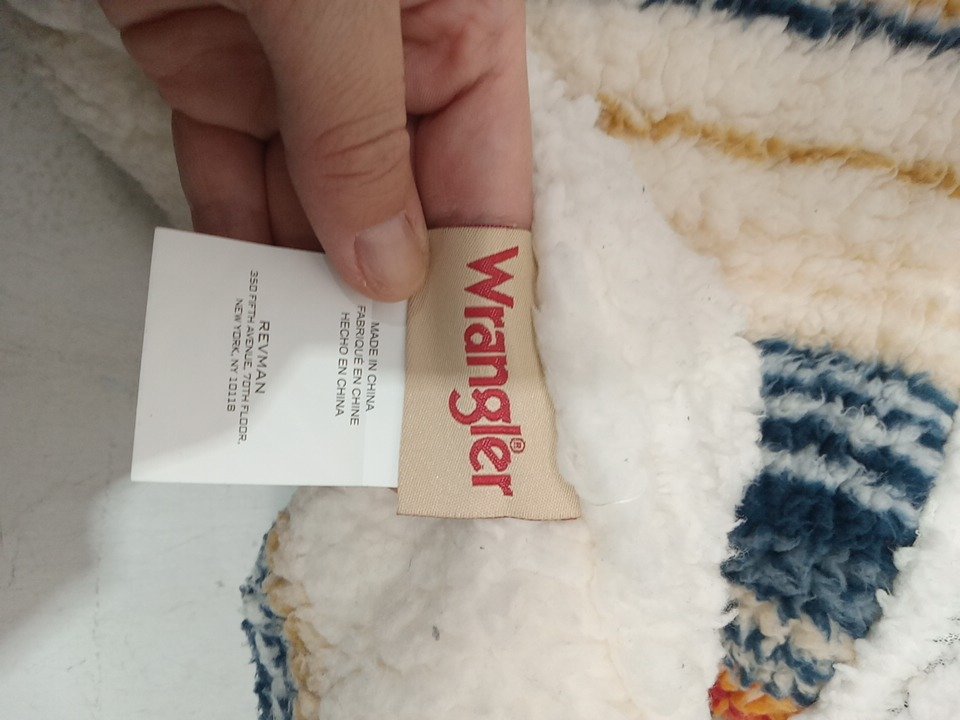 Wrangler®
MADE IN CHINA
FABRIQUÉ EN CHINE
HECHO EN CHINA
REVMAN
350 FIFTH AVENUE, 70TH FLOOR,
NEW YORK, NY 10118